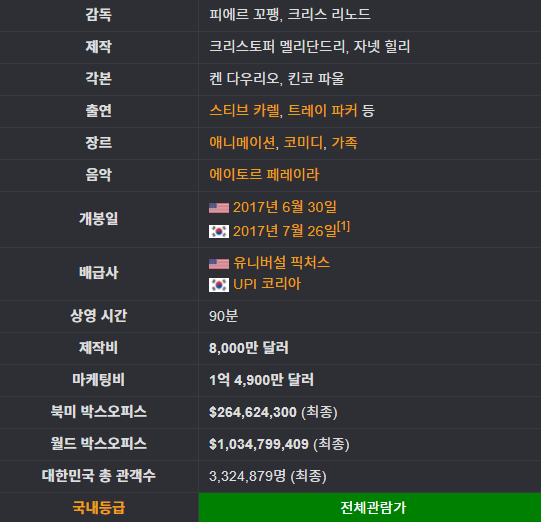 감독 피에르 꼬팽, 크리스 리노드
제작 크리스토퍼 멜리단드리, 자넷 힐리
각본 켄 다우리오, 킨코 파울
출연 스티브 카렐, 트레이 파커 등
장르 애니메이션, 코미디, 가족
음악 에이토르 페레이라
개봉일 2017년 6월 30일
2017년 7월 26일[1]
배급사 유니버설 픽처스
UPI 코리아
상영 시간 90분
제작비 8,000만 달러
마케팅비 1억 4,900만 달러
북미 박스오피스 $264,624,300 (최종)
월드 박스오피스 $1,034,799,409 (최종)
대한민국 총 관객수 3,324,879명 (최종)
국내등급 전체관람가